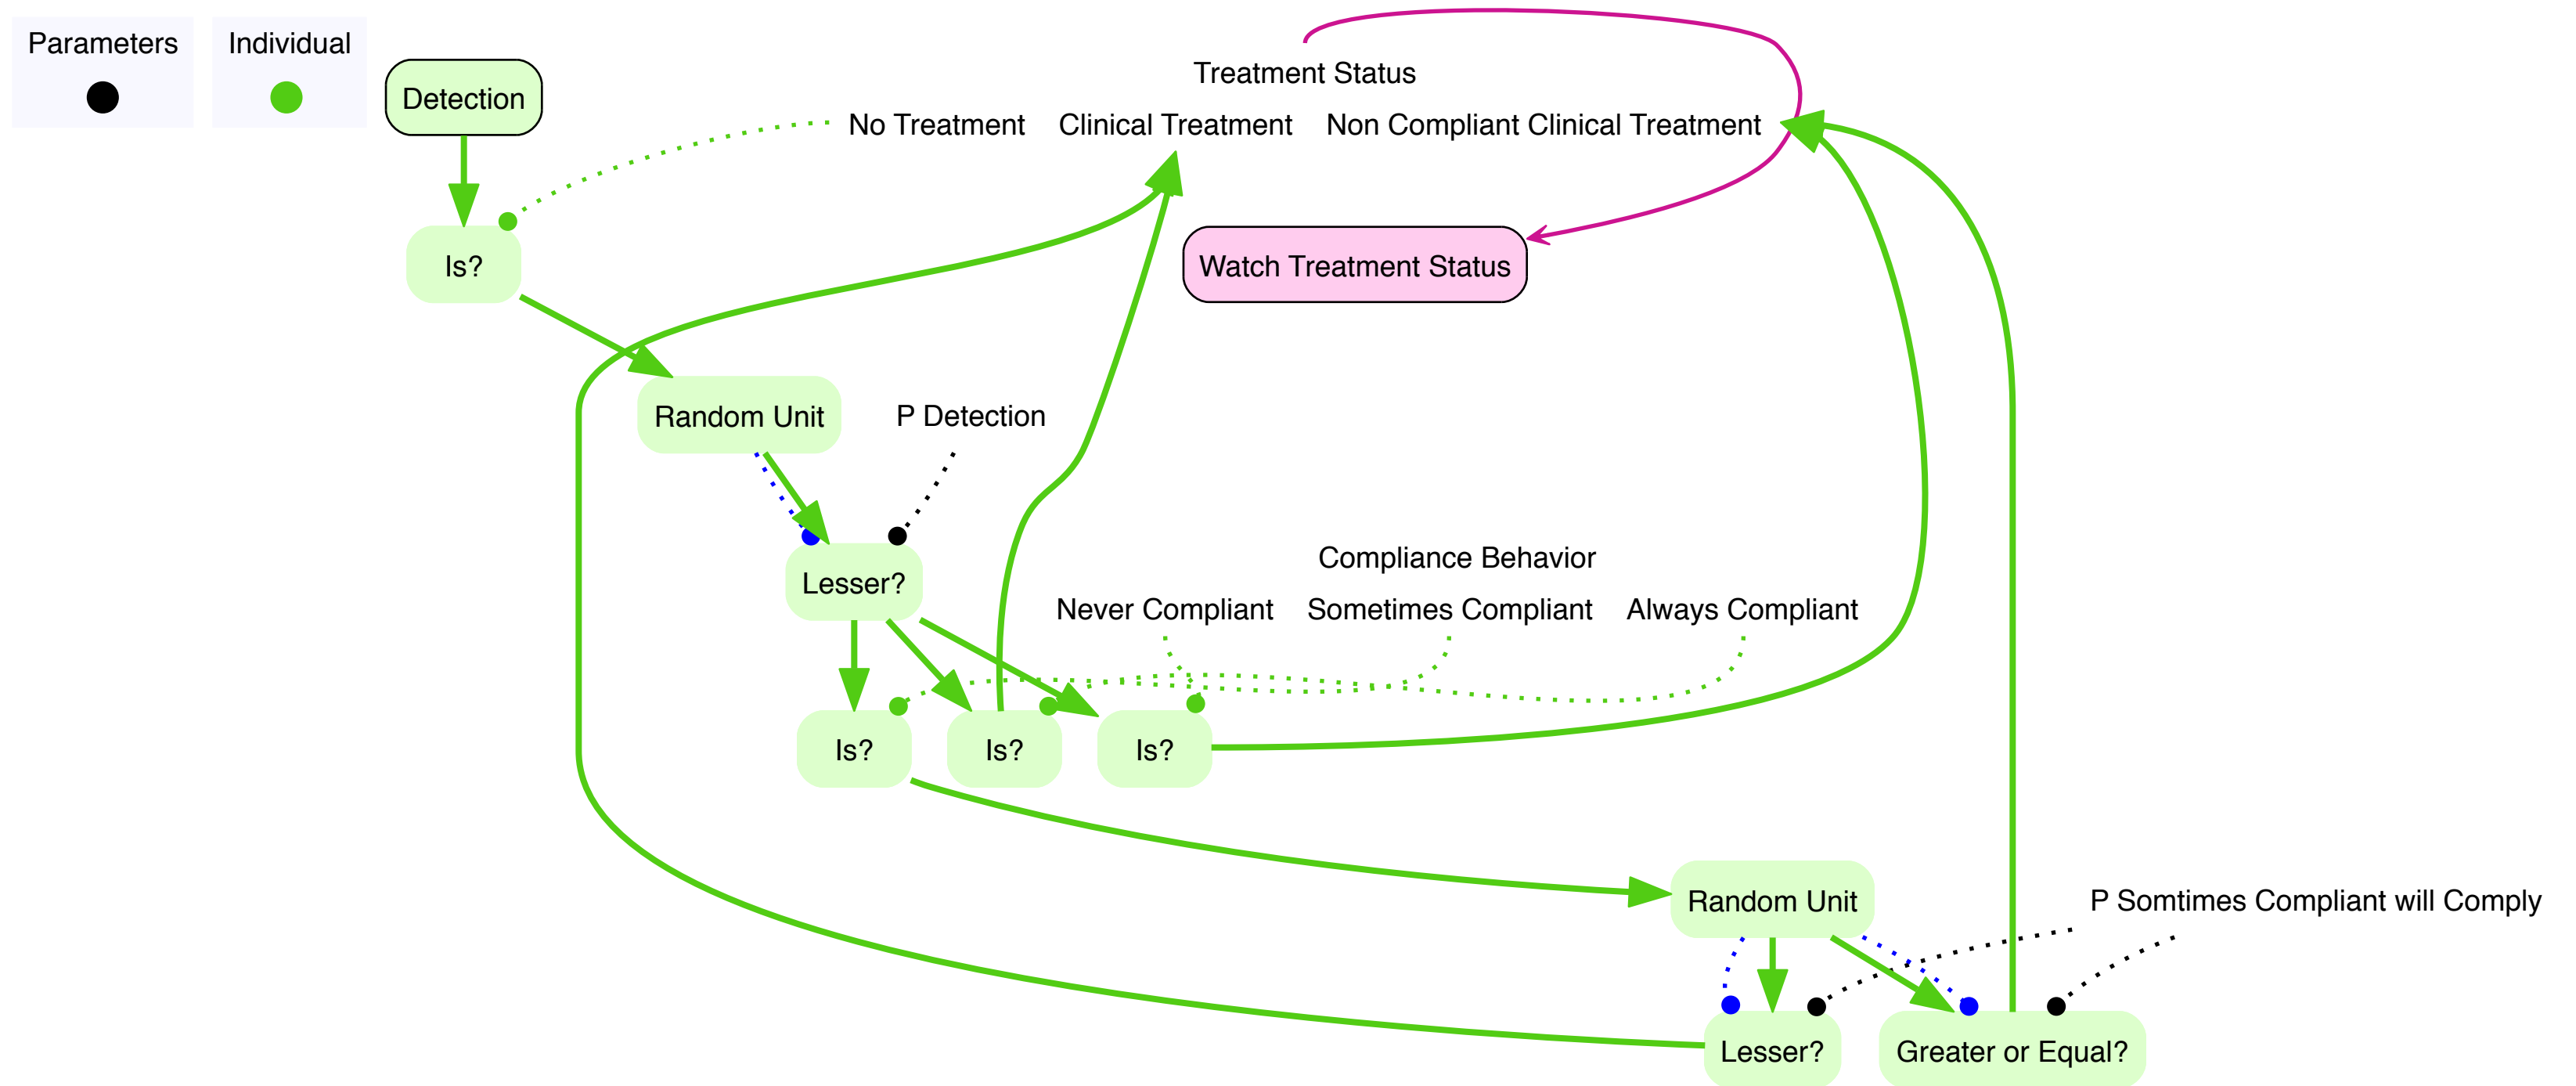 Parameters
Individual
Detection
Treatment Status
No Treatment
Clinical Treatment
Non Compliant Clinical Treatment
Is?
Watch Treatment Status
Random Unit
P Detection
Lesser?
Compliance Behavior
Never Compliant
Sometimes Compliant
Always Compliant
Is?
Is?
Is?
Random Unit
P Somtimes Compliant will Comply
Lesser?
Greater or Equal?